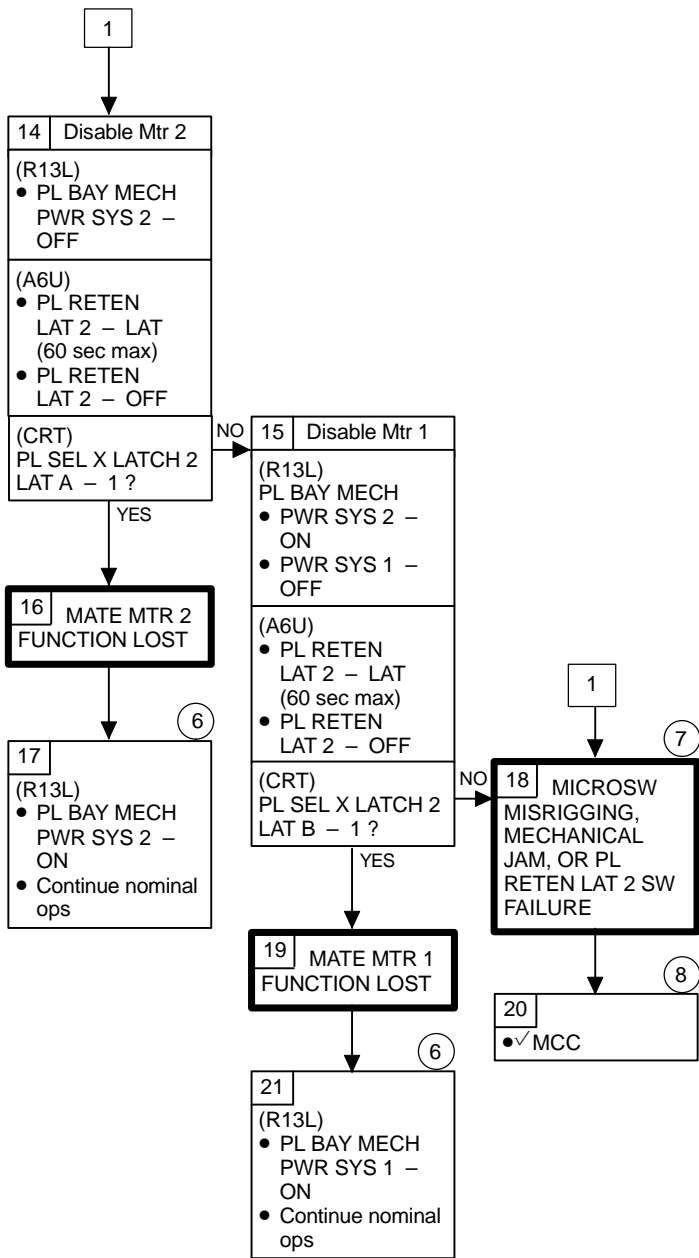 1
14 Disable Mtr 2
(R13L)
• PL BAY MECH
PWR SYS 2 –
OFF
(A6U)
• PL RETEN
LAT 2 – LAT
(60 sec max)
• PL RETEN
LAT 2 – OFF
(CRT)
PL SEL X LATCH 2
LAT A – 1 ?
NO
YES
15 Disable Mtr 1
(R13L)
PL BAY MECH
• PWR SYS 2 –
ON
• PWR SYS 1 –
OFF
(A6U)
• PL RETEN
LAT 2 – LAT
(60 sec max)
• PL RETEN
LAT 2 – OFF
(CRT)
PL SEL X LATCH 2
LAT B – 1 ?
NO
YES
16 MATE MTR 2
FUNCTION LOST
6
17
(R13L)
• PL BAY MECH
PWR SYS 2 –
ON
• Continue nominal
ops
1
7
18 MICROSW
MISRIGGING,
MECHANICAL
JAM, OR PL
RETEN LAT 2 SW
FAILURE
19 MATE MTR 1
FUNCTION LOST
8
20
•√ MCC
6
21
(R13L)
• PL BAY MECH
PWR SYS 1 –
ON
• Continue nominal
ops